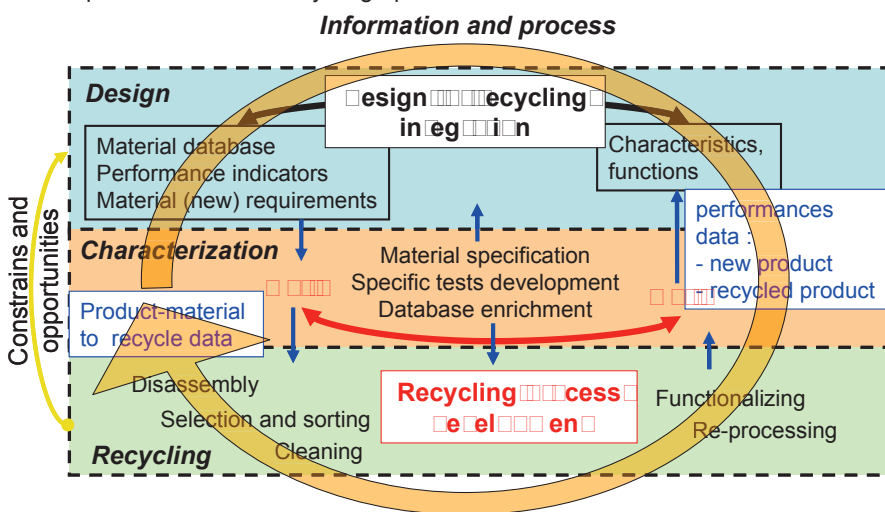 Information and process
Design
Material database
Performance indicators
Material (new) requirements
Characteristics,
functions
performances
data :
- new product
- recycled product
Characterization
Material specification
Specific tests development
Database enrichment
Product-material
to recycle data
Constrains and
opportunities
Disassembly
Selection and sorting
Cleaning
Recycling
Recycling
Functionalizing
Re-processing